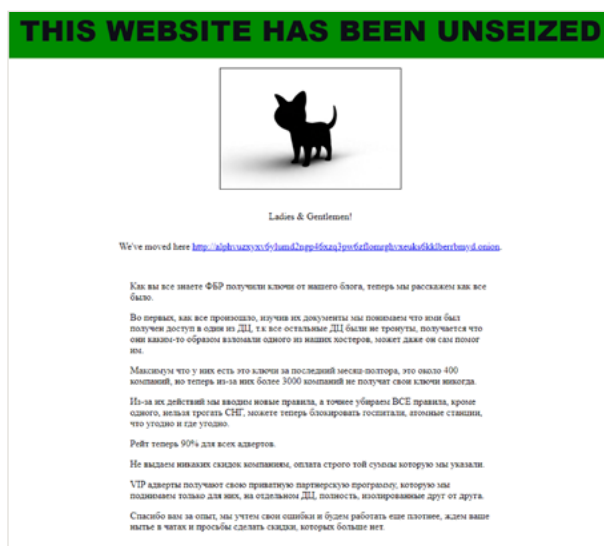 THIS WEBSITE HAS BEEN UNSEIZED
Ladies & Gentlemen!
We've moved here
Как вы все знаете ФБР получили ключи от нашего блога, теперь мы расскажем как все
было.
Во первых, как все произошло, изучив их документы мы понимаем что ими был
получен доступ в один из ДЦ, т.к все остальные ДЦ были не тронуты, получается что
они каким-то образом взломали одного из наших хостеров, может даже он сам помог
им.
Максимум что у них есть это ключи за последний месяц-полтора, это около 400
компаний, но теперь из-за них более 3000 компаний не получат свои ключи никогда.
Из-за их действий мы вводим новые правила, а точнее убираем ВСЕ правила, кроме
одного, нельзя трогать СНГ, можете теперь блокировать госпитали, атомные станции,
что угодно и где угодно.
Рейт теперь 90% для всех адвертов.
Не выдаем никаких скидок компаниям, оплата строго той суммы которую мы указали.
VIP адверты получают свою приватную партнерскую программу, которую мы
поднимаем только для них, на отдельном ДЦ, полность, изолированные друг от друга.
Спасибо вам за опыт, мы учтем свои ошибки и будем работать еще плотнее, ждем ваше
нытье в чатах и просьбы сделать скидки, которых больше нет.